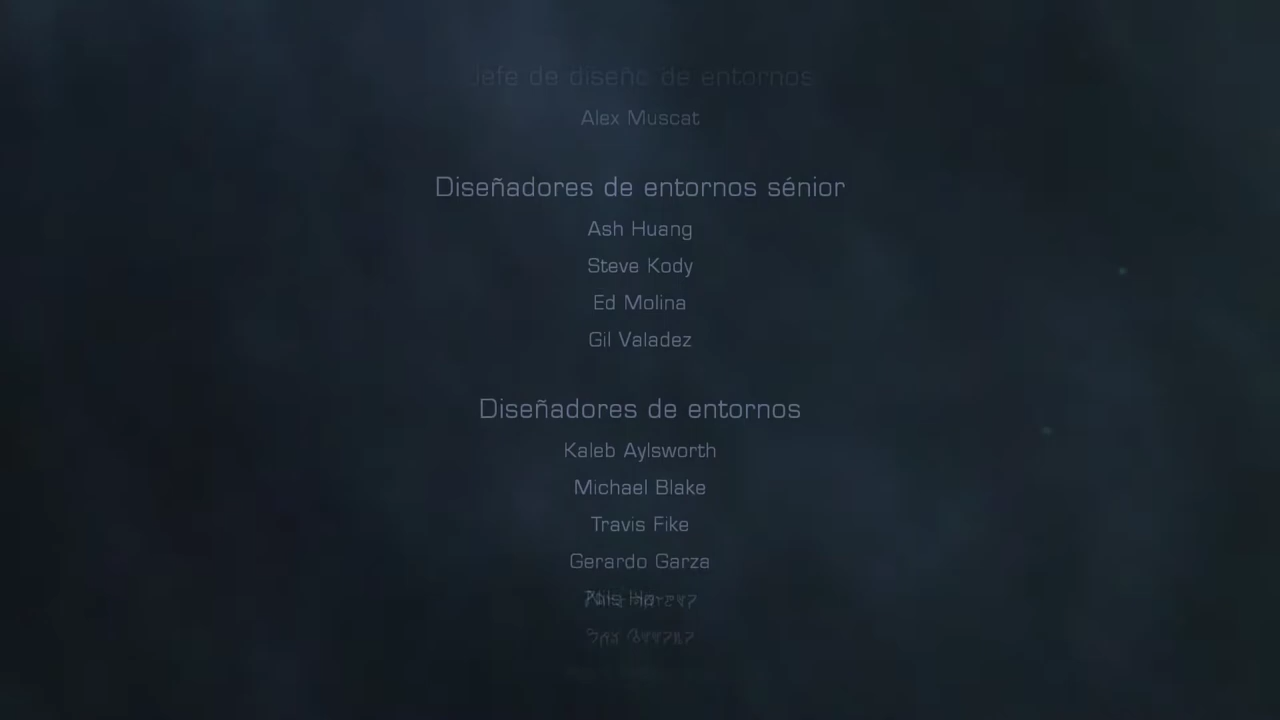 Jefe de diseño de entornos
Alex Muscat
Diseñadores de entornos sénior
Ash Huang
Steve Kody
Ed Molina
Gil Valadez
Diseñadores de entornos
Kaleb Aylsworth
Michael Blake
Travis Fike
Gerardo Garza